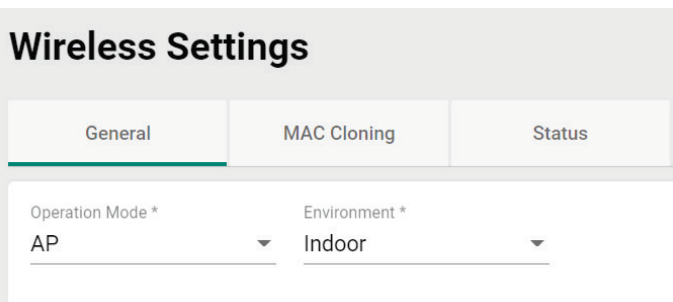 Wireless Settings
General MAC Cloning Status
Operation Mode * Environment *
AP Indoor